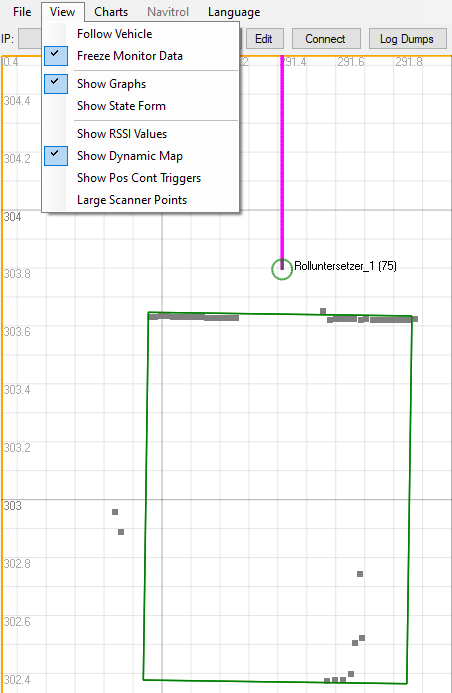 File View Charts Navitrol Language
IP: Edit Connect Log Dumps
Follow Vehicle
Freeze Monitor Data
Show Graphs
Show State Form
Show RSSI Values
Show Dynamic Map
Show Pos Cont Triggers
Large Scanner Points
0.4 291.4 291.6 291.8
304.4
304.2
304
303.8
Rolluntersetzer_1 (75)
303.6
303.4
303.2
303
302.8
302.6
302.4